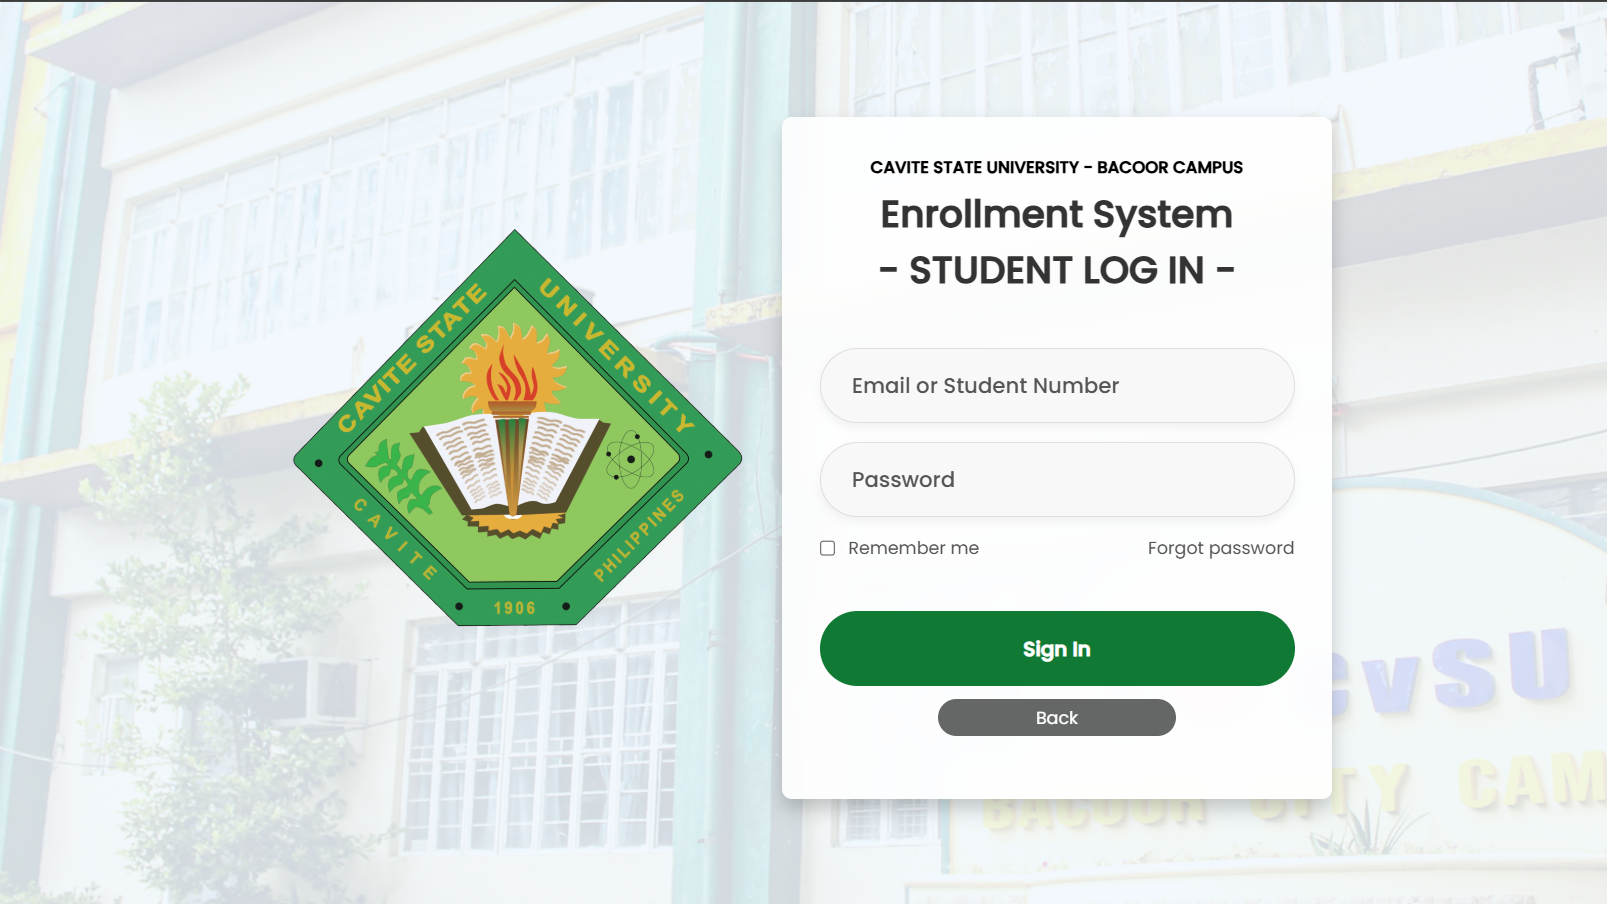 CAVITE STATE UNIVERSITY
CAVITE PHILIPPINES
1906
CAVITE STATE UNIVERSITY - BACOOR CAMPUS
Enrollment System
- STUDENT LOG IN -
Email or Student Number
Password
Remember me
Forgot password
Sign In
Back
CvSU
BACOOR CITY CAM